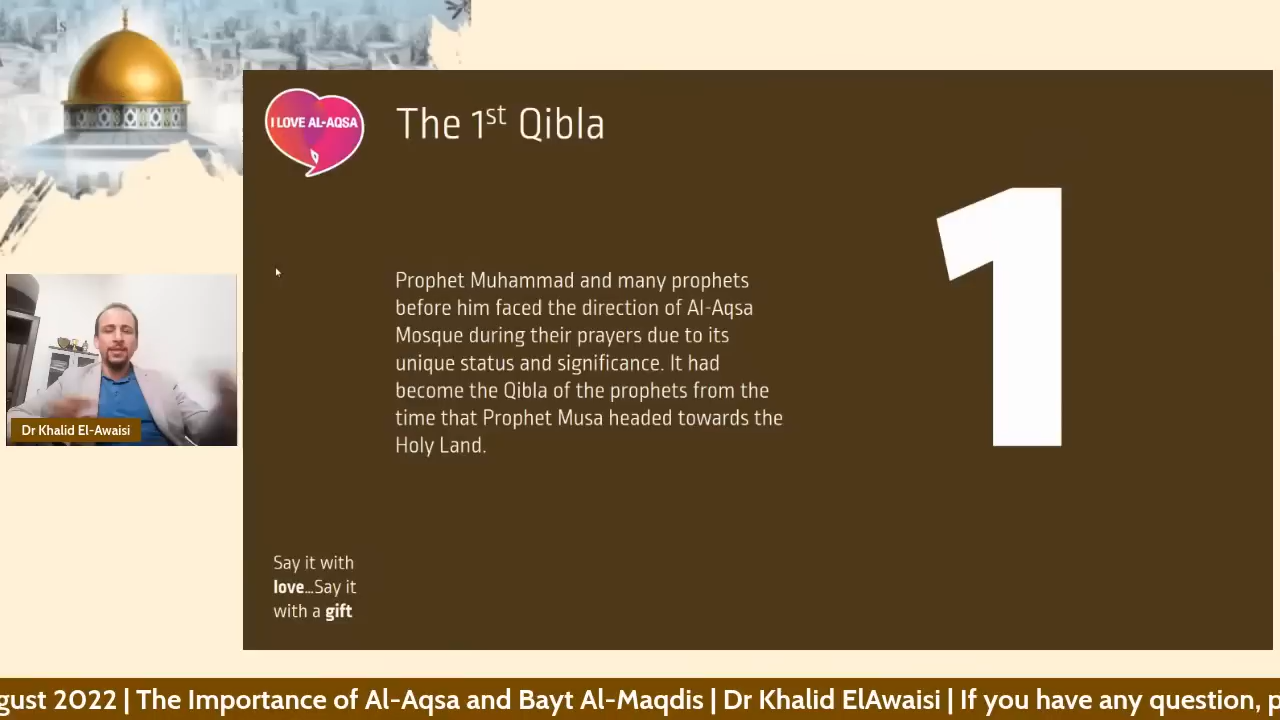 I LOVE AL-AQSA
The 1st Qibla
1
Prophet Muhammad and many prophets
before him faced the direction of Al-Aqsa
Mosque during their prayers due to its
unique status and significance. It had
become the Qibla of the prophets from the
time that Prophet Musa headed towards the
Holy Land.
Dr Khalid El-Awaisi
Say it with
love...Say it
with a gift
gust 2022 | The Importance of Al-Aqsa and Bayt Al-Maqdis | Dr Khalid ElAwaisi | If you have any question, p